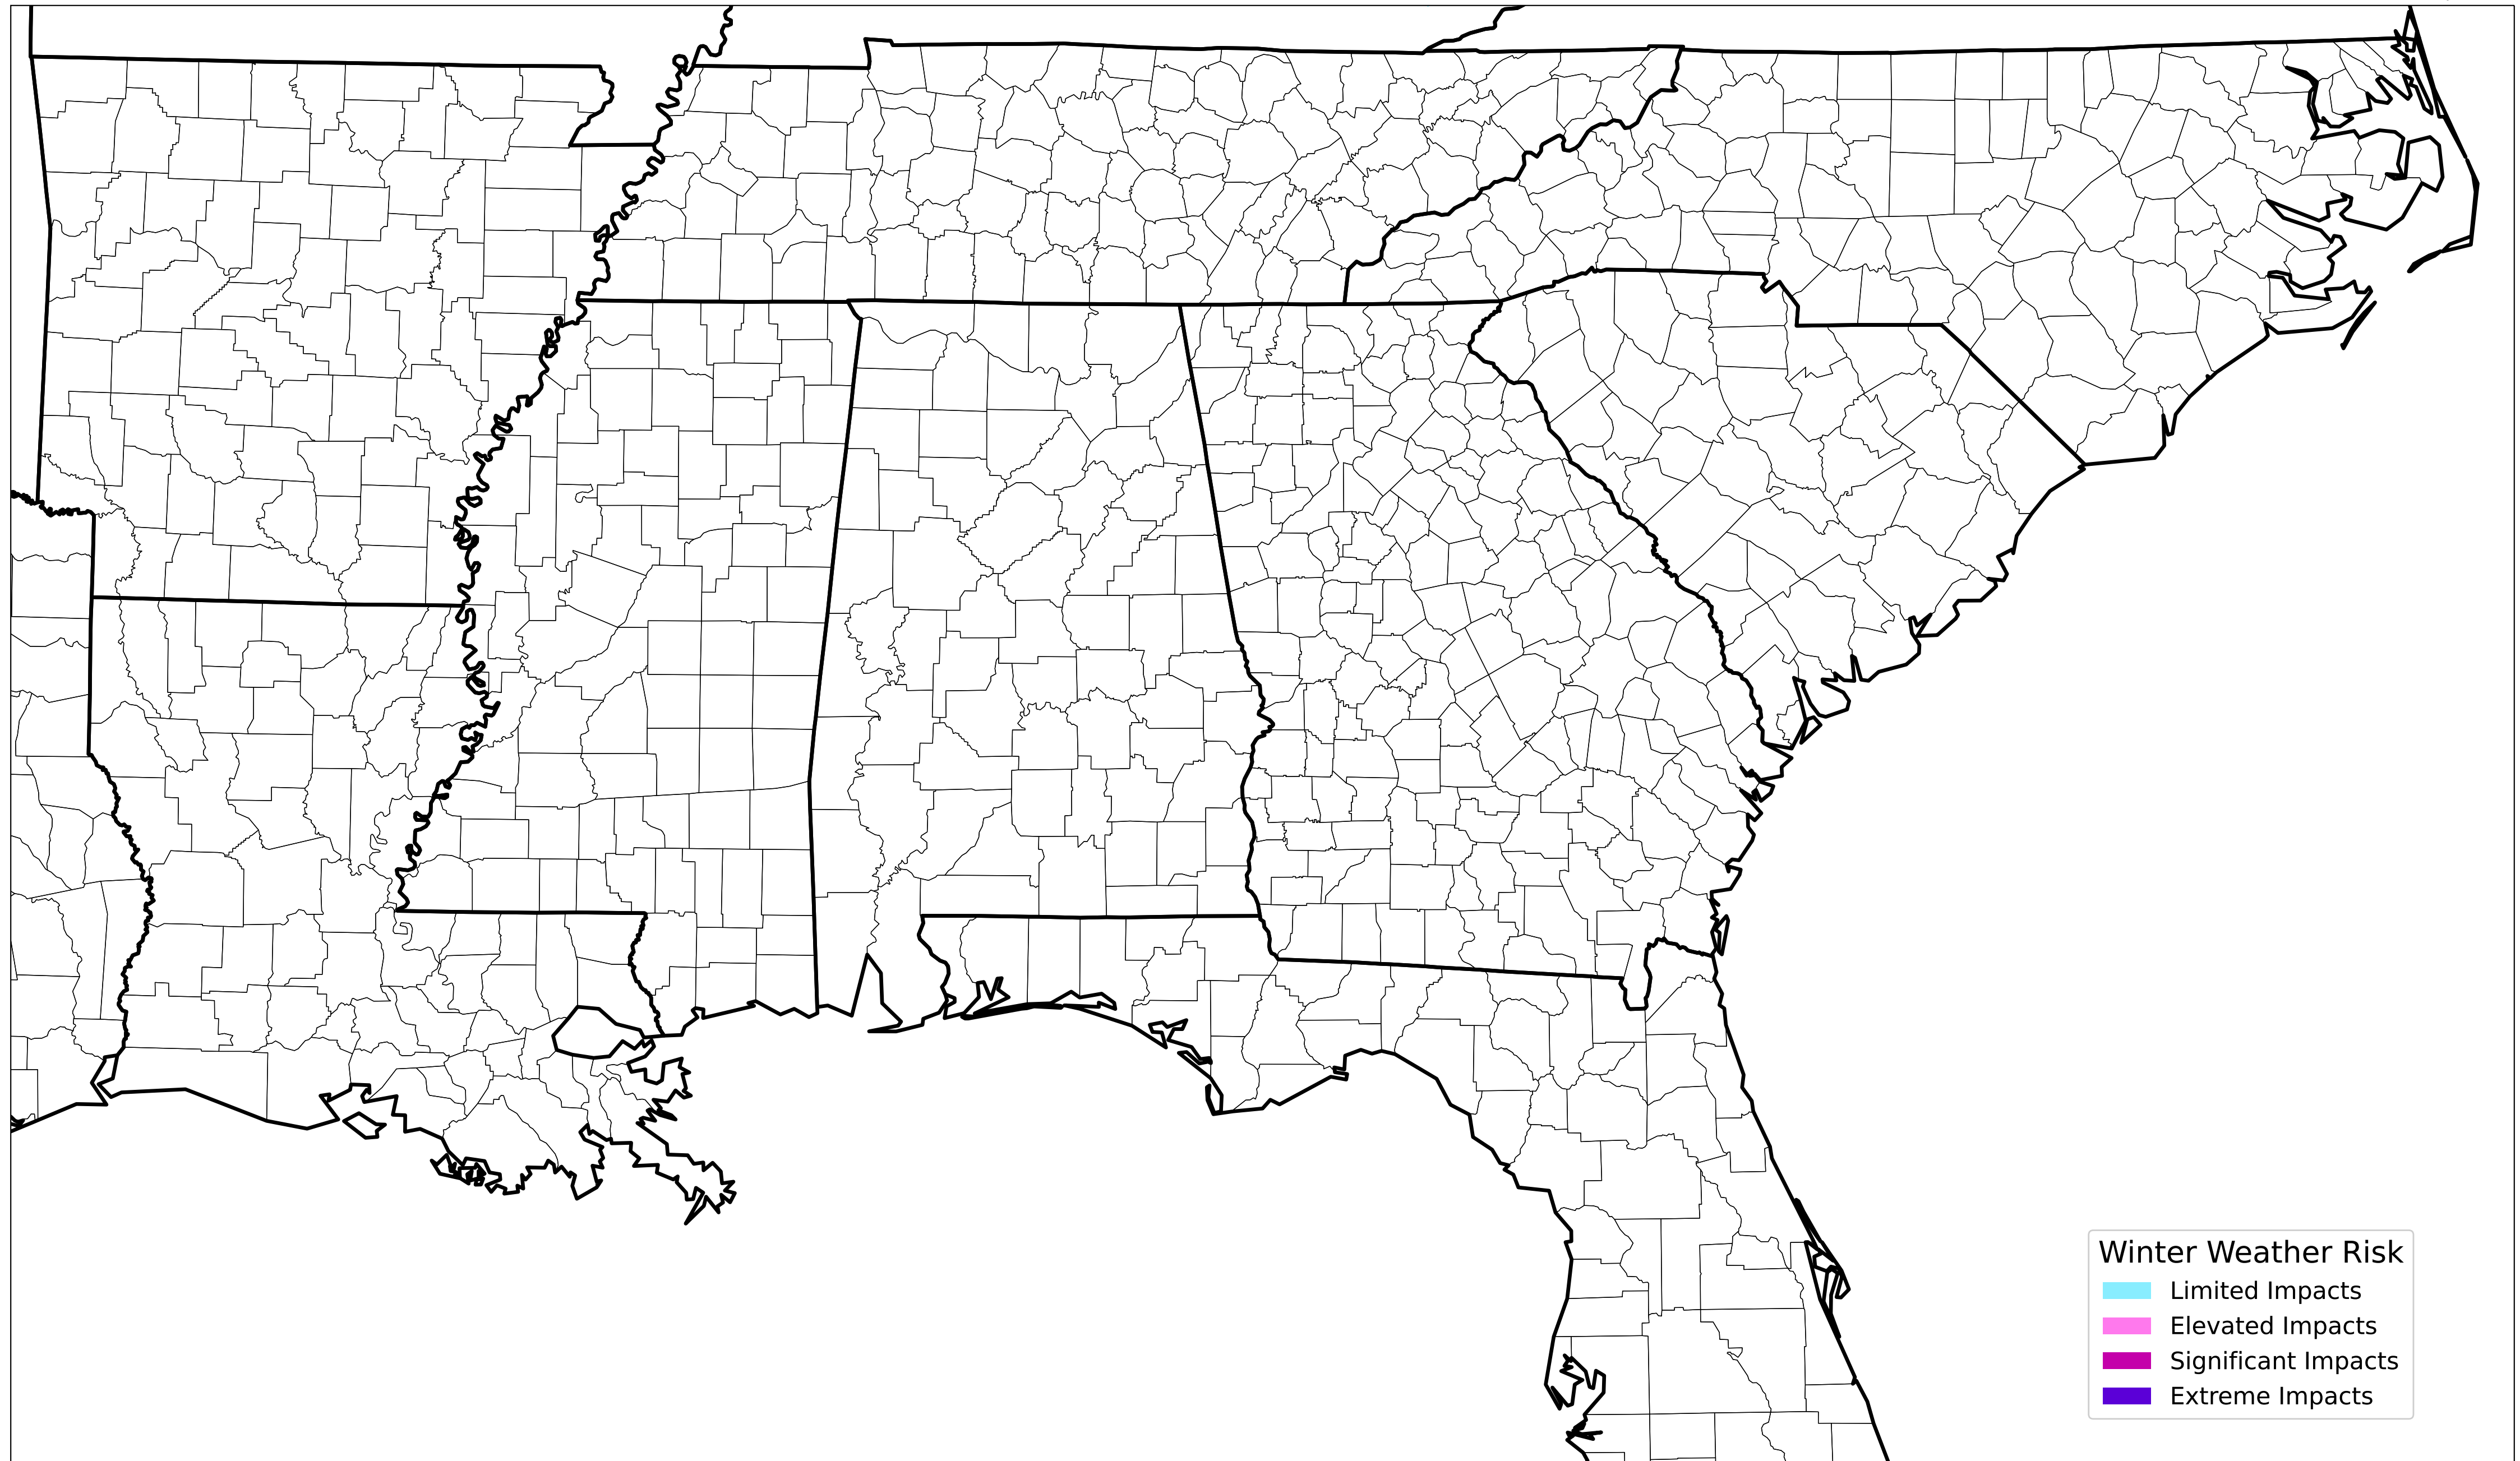 Winter Weather Risk
Limited Impacts
Elevated Impacts
Significant Impacts
Extreme Impacts